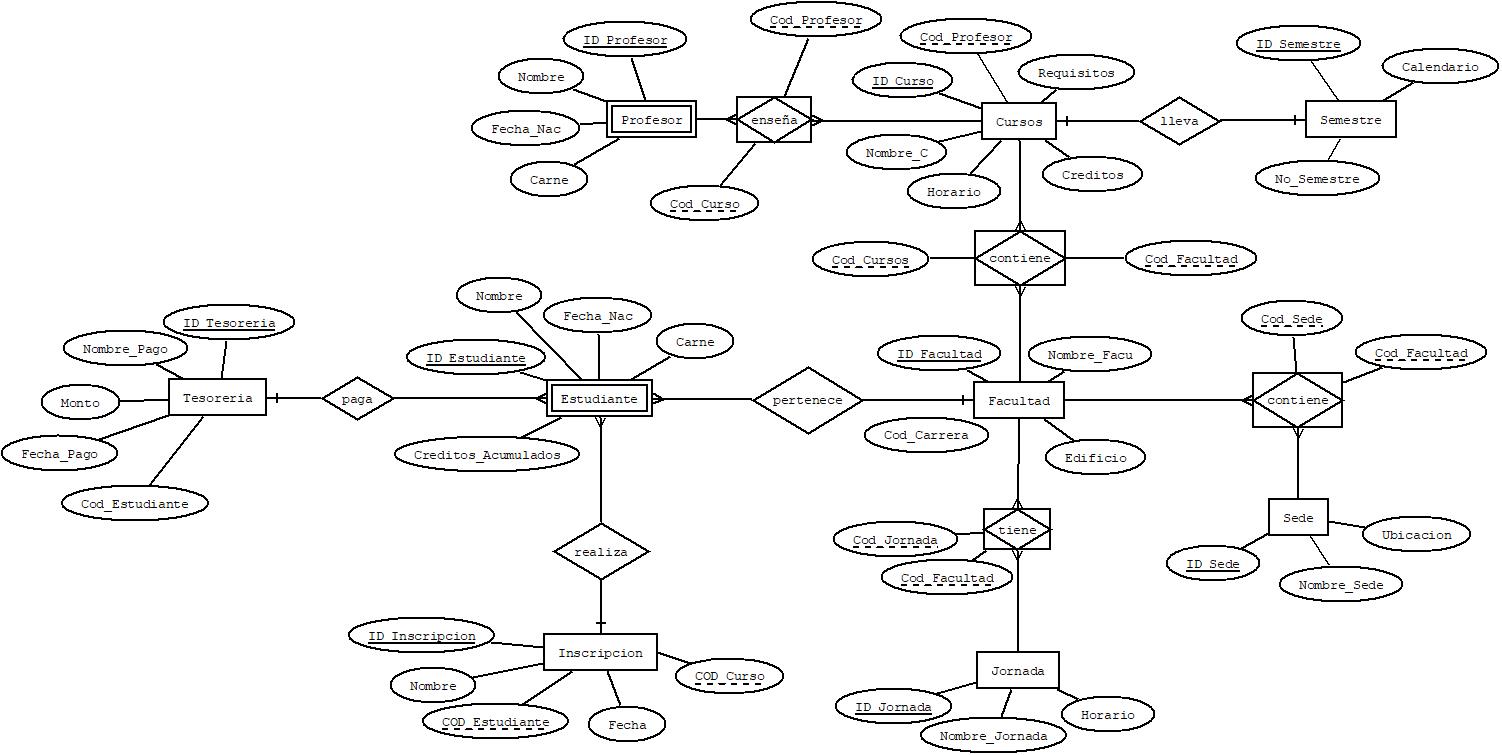 Cod_Profesor
ID_Profesor
Cod_Profesor
ID_Semestre
Nombre
ID_Curso
Requisitos
Calendario
Fecha_Nac
Profesor
enseña
Cursos
lleva
Semestre
Carne
Nombre_C
Horario
Creditos
No_Semestre
Cod_Curso
Cod_Cursos
contiene
Cod_Facultad
Nombre
Fecha_Nac
Carne
ID_Tesoreria
Nombre_Pago
ID_Estudiante
ID_Facultad
Nombre_Facu
Cod_Sede
Cod_Facultad
Monto
Tesoreria
paga
Estudiante
pertenece
Facultad
contiene
Fecha_Pago
Creditos_Acumulados
Cod_Carrera
Edificio
Cod_Estudiante
Sede
Cod_Jornada
tiene
Ubicacion
realiza
Cod_Facultad
ID_Sede
Nombre_Sede
ID_Inscripcion
Inscripcion
Nombre
COD_Curso
COD_Estudiante
Fecha
Jornada
ID_Jornada
Nombre_Jornada
Horario